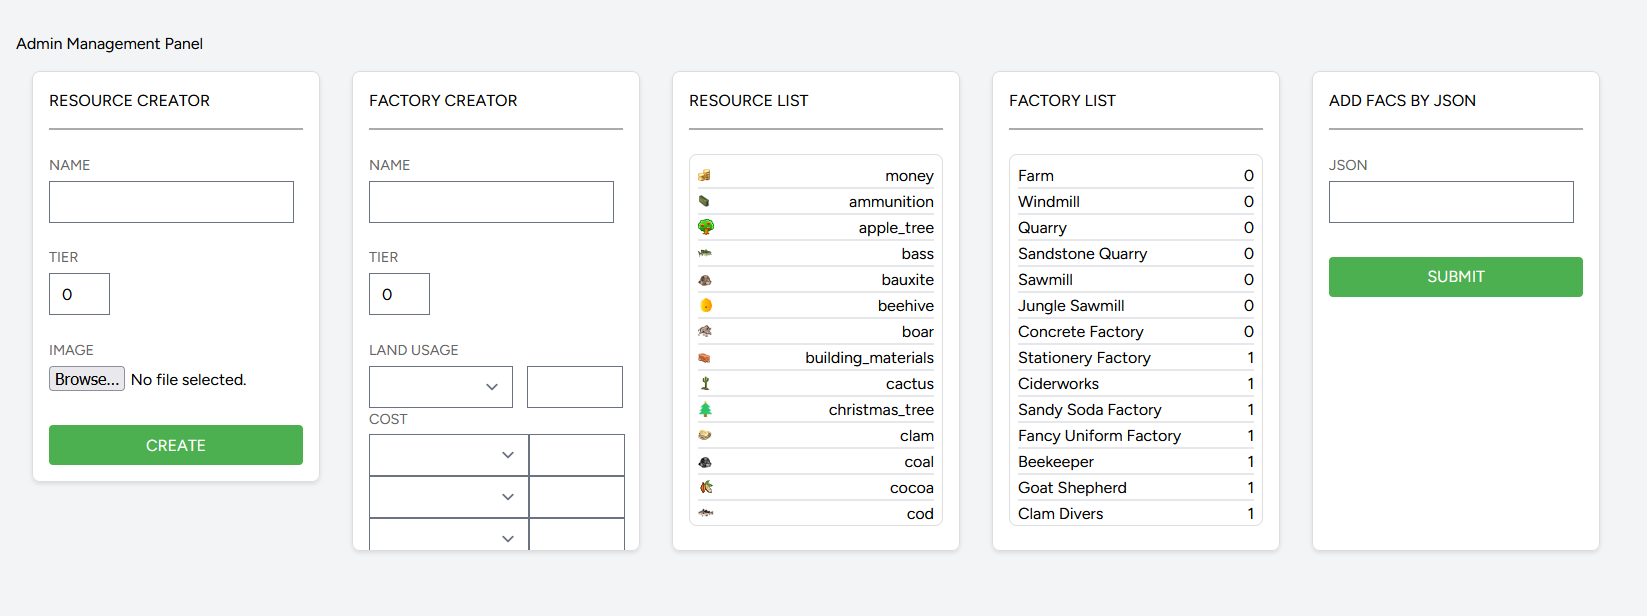 Admin Management Panel
RESOURCE CREATOR
NAME
TIER
0
IMAGE
Browse... No file selected.
CREATE
FACTORY CREATOR
NAME
TIER
0
LAND USAGE
COST
RESOURCE LIST
money
ammunition
apple_tree
bass
bauxite
beehive
boar
building_materials
cactus
christmas_tree
clam
coal
cocoa
cod
FACTORY LIST
Farm 0
Windmill 0
Quarry 0
Sandstone Quarry 0
Sawmill 0
Jungle Sawmill 0
Concrete Factory 0
Stationery Factory 1
Ciderworks 1
Sandy Soda Factory 1
Fancy Uniform Factory 1
Beekeeper 1
Goat Shepherd 1
Clam Divers 1
ADD FACS BY JSON
JSON
SUBMIT